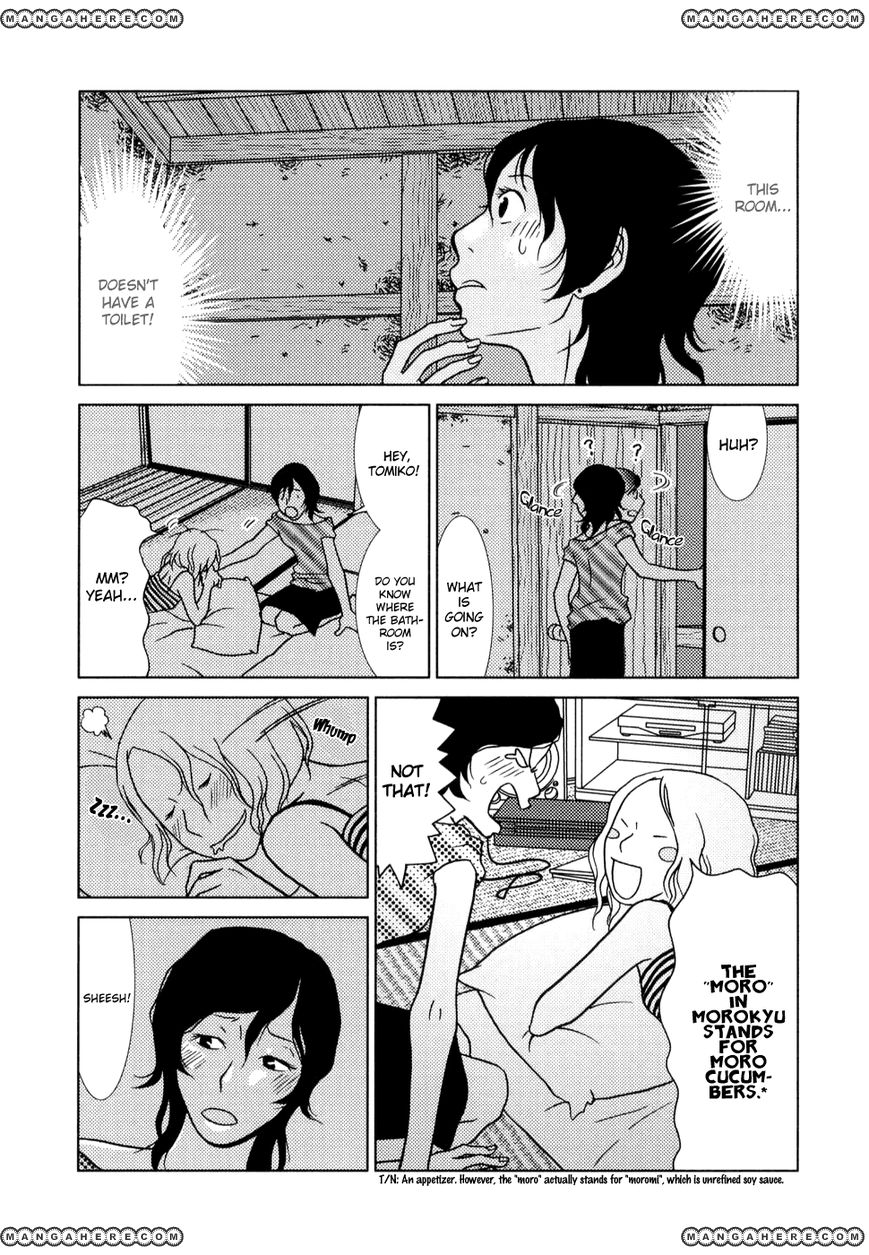 MANGAHERE.COM
MANGAHERE.COM
THIS
ROOM...
DOESN'T
HAVE A
TOILET!
HUH?
?
?
Glance
Glance
WHAT
IS
GOING
ON?
HEY,
TOMIKO!
DO YOU
KNOW
WHERE
THE BATH-
ROOM
IS?
MM?
YEAH...
THE
"MORO"
IN
MOROKYU
STANDS
FOR
MORO
CUCUM-
BERS.*
NOT
THAT!
Whump
Zzz...
SHEESH!
T/N: An appetizer. However, the "moro" actually stands for "moromi", which is unrefined soy sauce.
MANGAHERE.COM
MANGAHERE.COM